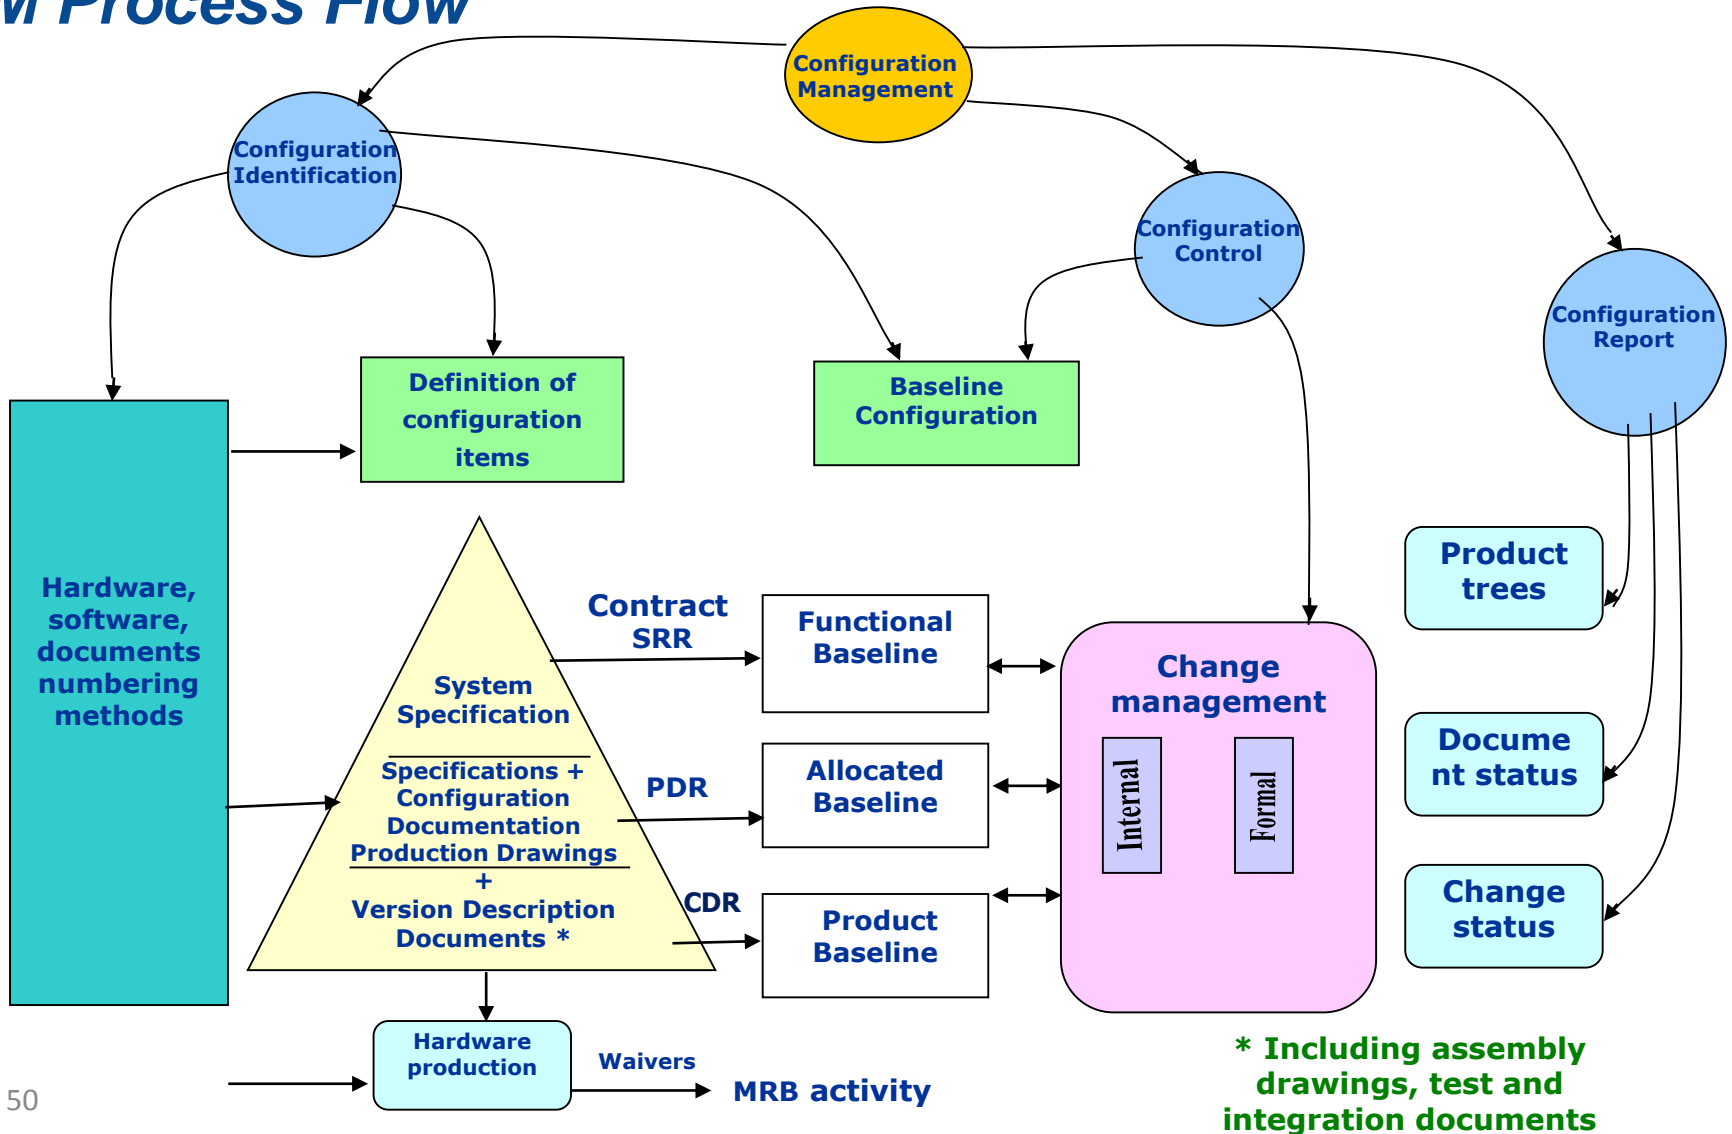 M Process Flow
Configuration
Management
Configuration
Identification
Configuration
Control
Configuration
Report
Definition of
configuration
items
Baseline
Configuration
Hardware,
software,
documents
numbering
methods
System
Specification
Specifications +
Configuration
Documentation
Production Drawings
+
Version Description
Documents *
Contract
SRR
PDR
CDR
Functional
Baseline
Allocated
Baseline
Product
Baseline
Change
management
Internal
Formal
Product
trees
Docume
nt status
Change
status
Hardware
production
Waivers
MRB activity
* Including assembly
drawings, test and
integration documents
50